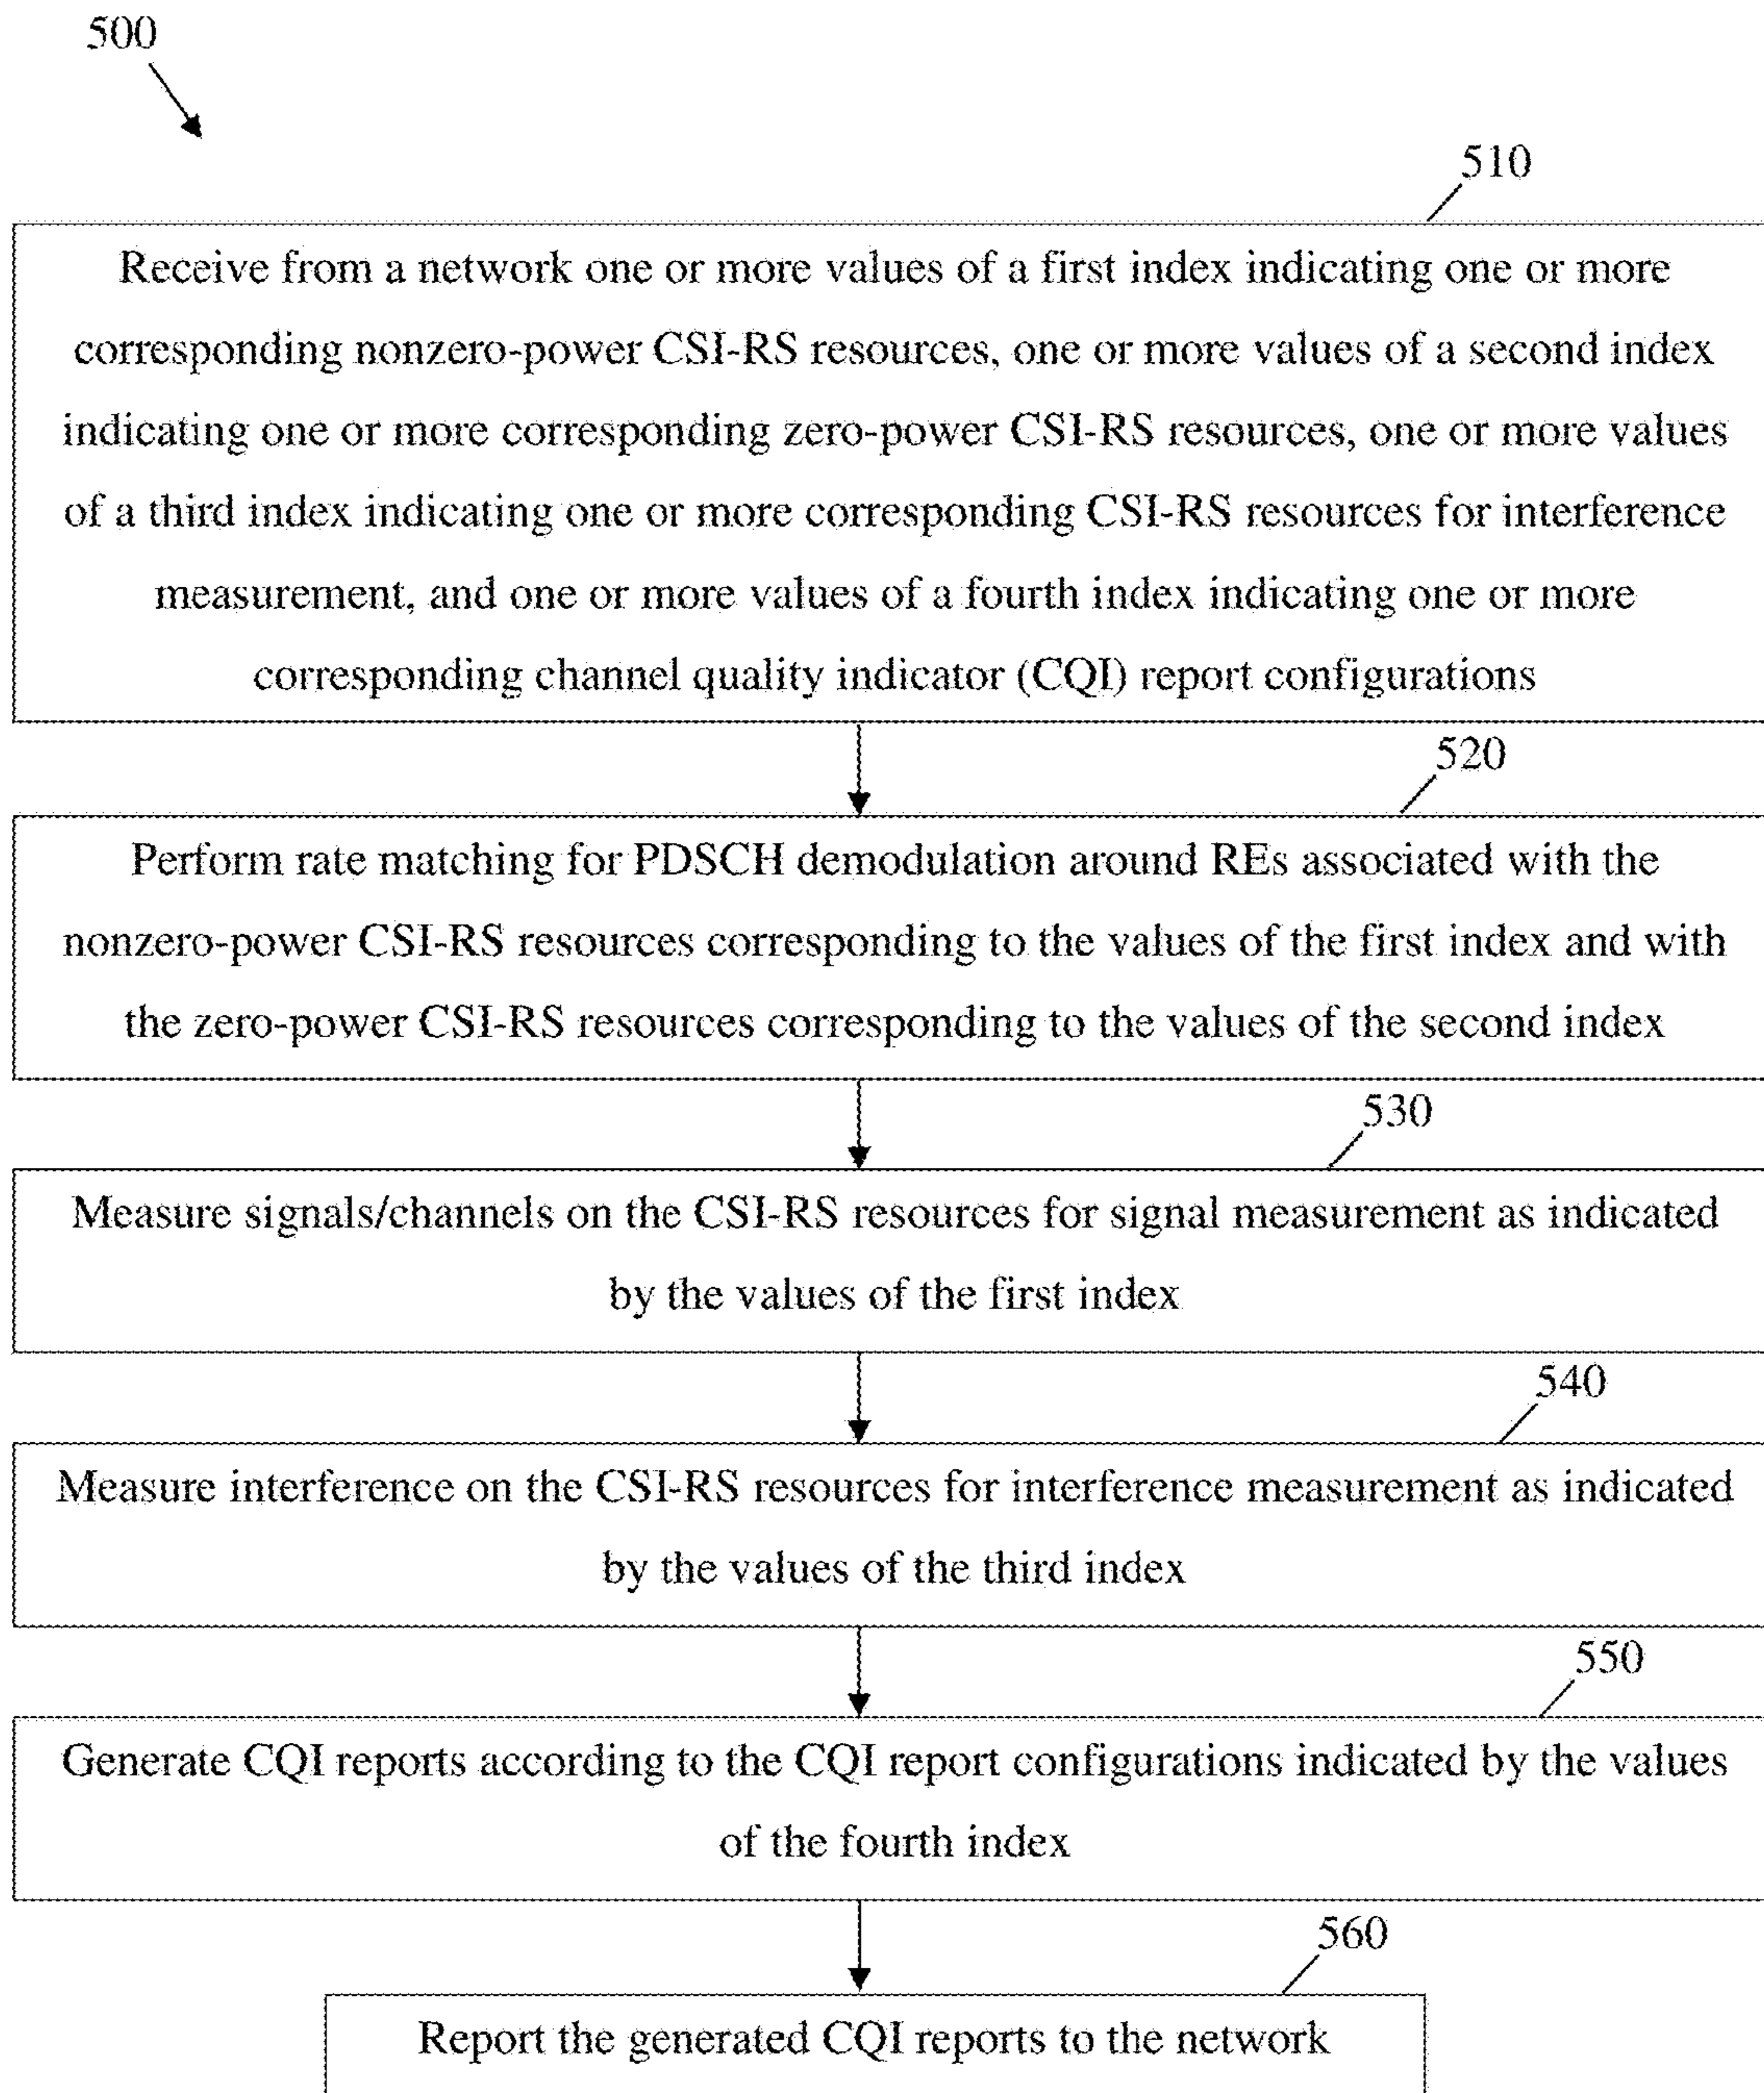 500
510
Receive from a network one or more values of a first index indicating one or more
corresponding nonzero-power CSI-RS resources, one or more values of a second index
indicating one or more corresponding zero-power CSI-RS resources, one or more values
of a third index indicating one or more corresponding CSI-RS resources for interference
measurement, and one or more values of a fourth index indicating one or more
corresponding channel quality indicator (CQI) report configurations
520
Perform rate matching for PDSCH demodulation around REs associated with the
nonzero-power CSI-RS resources corresponding to the values of the first index and with
the zero-power CSI-RS resources corresponding to the values of the second index
530
Measure signals/channels on the CSI-RS resources for signal measurement as indicated
by the values of the first index
540
Measure interference on the CSI-RS resources for interference measurement as indicated
by the values of the third index
550
Generate CQI reports according to the CQI report configurations indicated by the values
of the fourth index
560
Report the generated CQI reports to the network